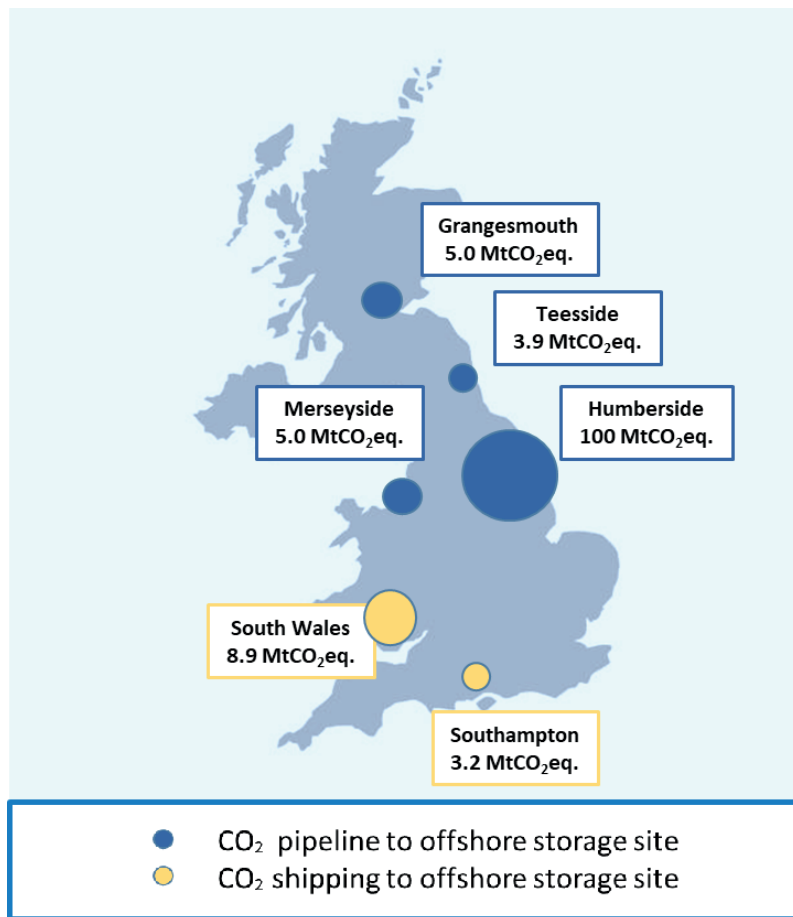 Grangesmouth
5.0 MtCO₂eq.
Teesside
3.9 MtCO₂eq.
Merseyside
5.0 MtCO₂eq.
Humberside
100 MtCO₂eq.
South Wales
8.9 MtCO₂eq.
Southampton
3.2 MtCO₂eq.
CO₂ pipeline to offshore storage site
CO₂ shipping to offshore storage site